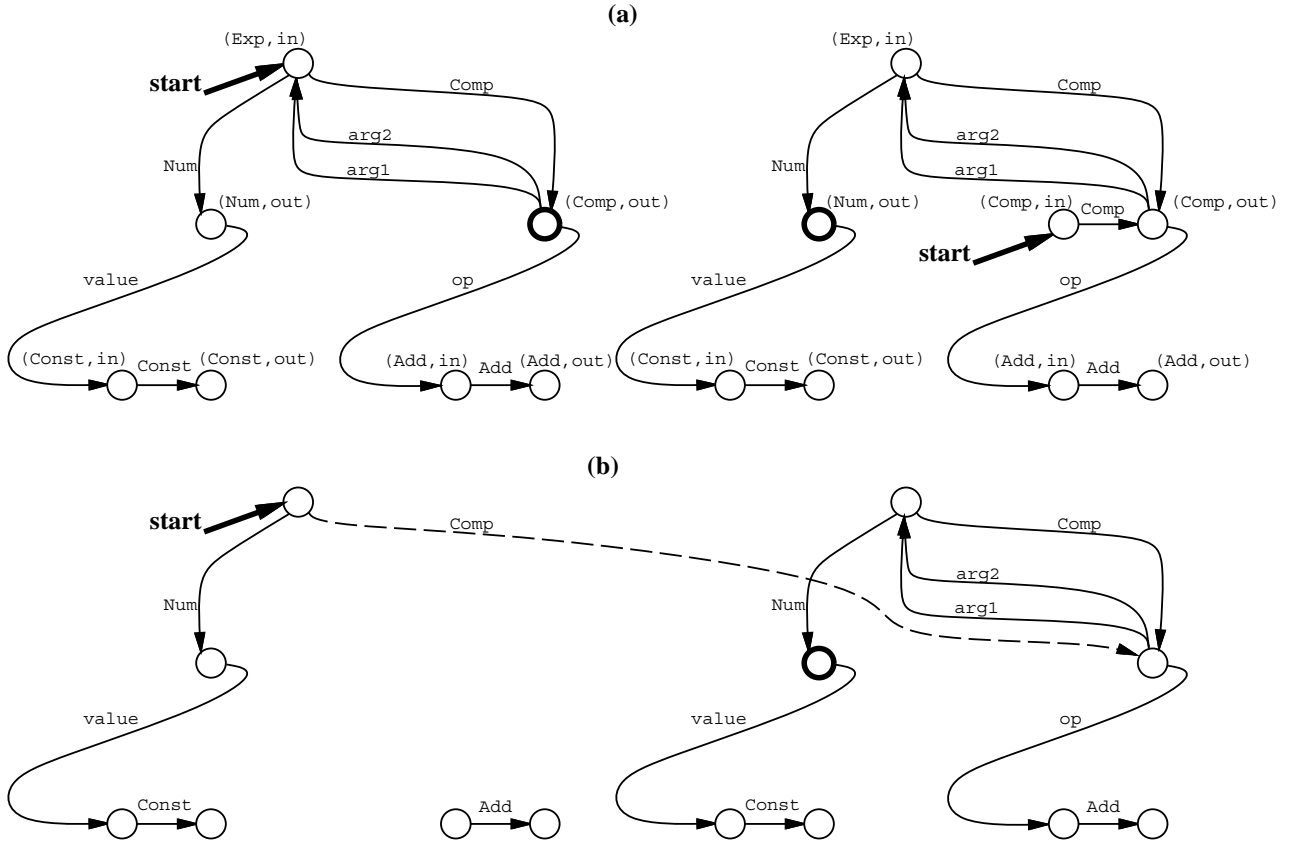 (a)
(Exp,in)
(Exp,in)
start
Comp
Comp
arg2
arg2
Num
arg1
Num
arg1
(Num,out)
(Comp,out)
(Num,out)
(Comp,in)
Comp
(Comp,out)
start
value
op
value
op
(Const,in)
Const
(Const,out)
(Add,in)
Add
(Add,out)
(Const,in)
Const
(Const,out)
(Add,in)
Add
(Add,out)
(b)
start
Comp
Comp
arg2
Num
Num
arg1
value
value
op
Const
Add
Const
Add